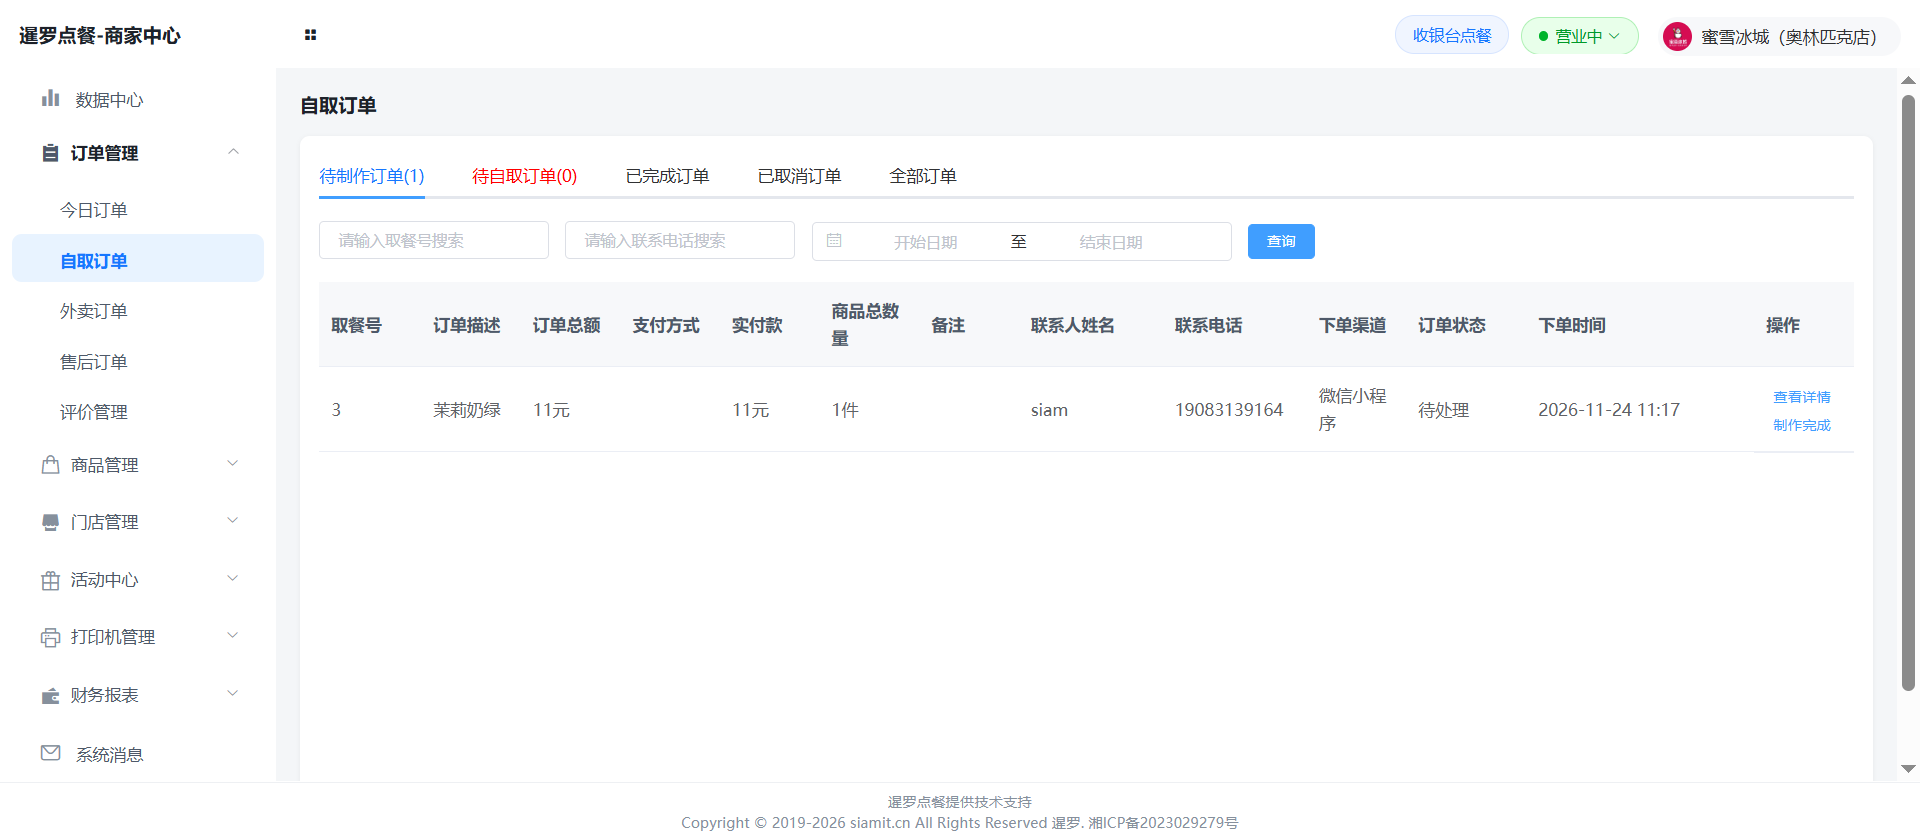 暹罗点餐-商家中心
收银台点餐
营业中
蜜雪冰城（奥林匹克店）
数据中心
订单管理
今日订单
自取订单
外卖订单
售后订单
评价管理
商品管理
门店管理
活动中心
打印机管理
财务报表
系统消息
自取订单
待制作订单(1) 待自取订单(0) 已完成订单 已取消订单 全部订单
请输入取餐号搜索 请输入联系电话搜索 开始日期 至 结束日期 查询
取餐号 订单描述 订单总额 支付方式 实付款 商品总数量 备注 联系人姓名 联系电话 下单渠道 订单状态 下单时间 操作
3 茉莉奶绿 11元 11元 1件 siam 19083139164 微信小程序 待处理 2026-11-24 11:17 查看详情
制作完成
暹罗点餐提供技术支持
Copyright © 2019-2026 siamit.cn All Rights Reserved 暹罗. 湘ICP备2023029279号